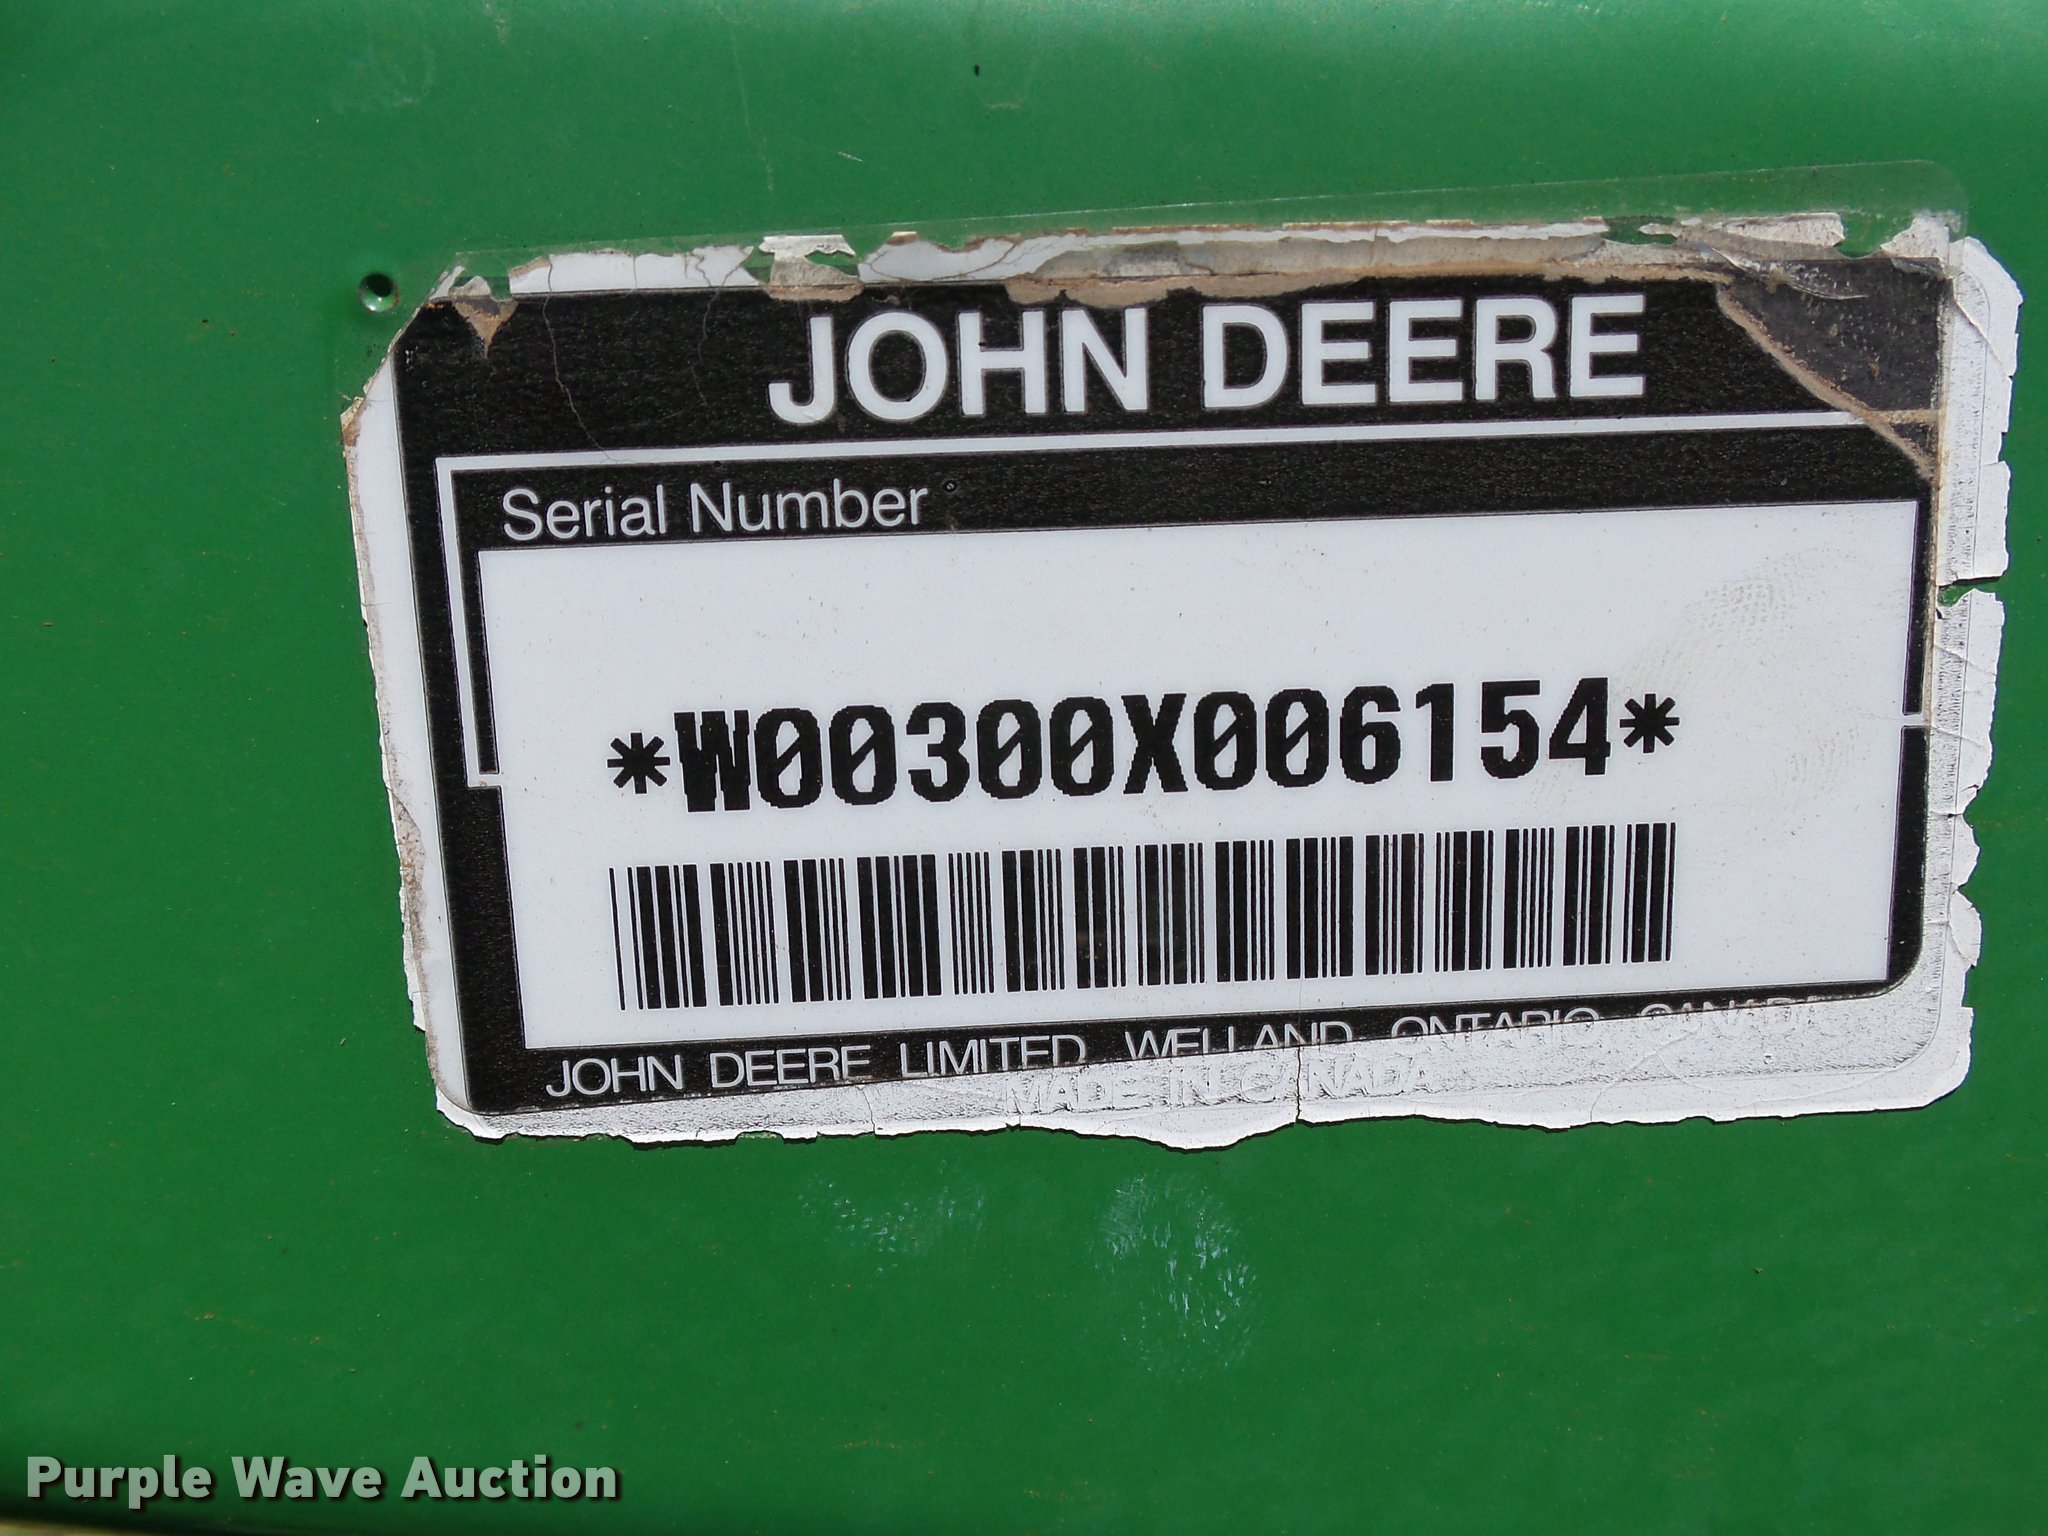 JOHN DEERE
Serial Number
*W00300X006154*
JOHN DEERE LIMITED WELLAND ONTARIO CANADA
MADE IN CANADA
Purple Wave Auction